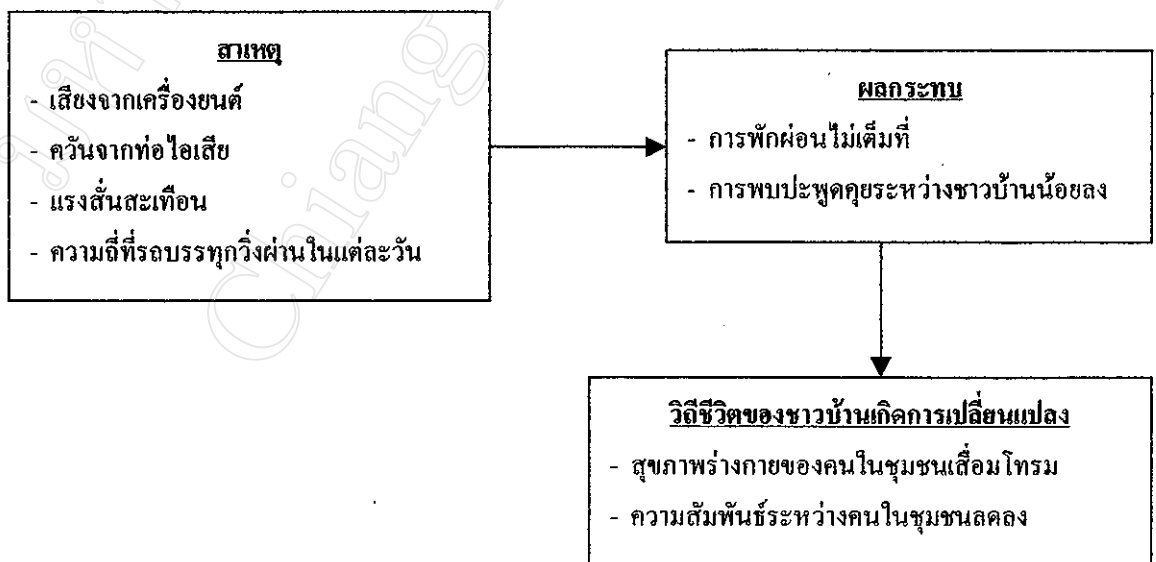 สาเหตุ
- เสียงจากเครื่องยนต์
- ควันจากท่อไอเสีย
- แรงสั่นสะเทือน
- ความถี่ที่รถบรรทุกวิ่งผ่านในแต่ละวัน
ผลกระทบ
- การพักผ่อนไม่เต็มที่
- การพบปะพูดคุยระหว่างชาวบ้านน้อยลง
วิถีชีวิตของชาวบ้านเกิดการเปลี่ยนแปลง
- สุขภาพร่างกายของคนในชุมชนเสื่อมโทรม
- ความสัมพันธ์ระหว่างคนในชุมชนลดลง
Chiang